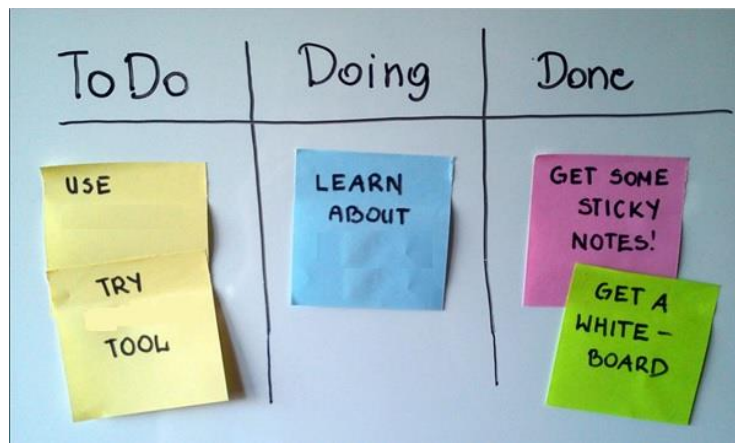 To Do
Doing
Done
USE
TRY
TOOL
LEARN
ABOUT
GET SOME
STICKY
NOTES!
GET A
WHITE -
BOARD